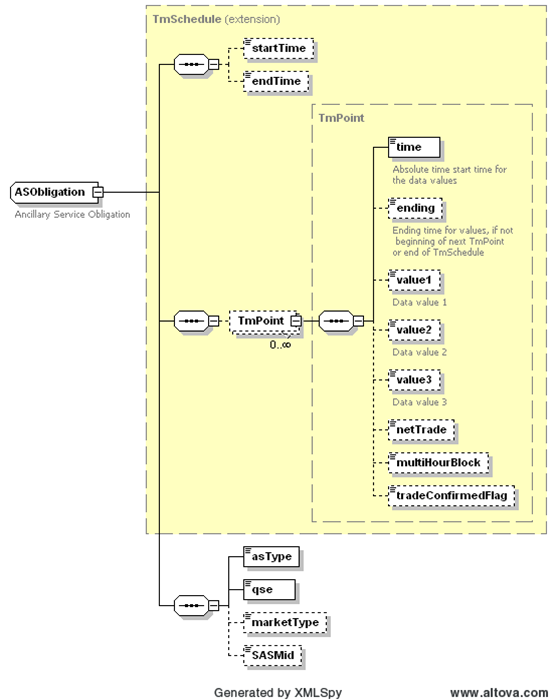 TmSchedule (extension)
startTime
endTime
TmPoint
time
Absolute time start time for
the data values
ASObligation
Ancillary Service Obligation
ending
Ending time for values, if not
beginning of next TmPoint
or end of TmSchedule
value1
Data value 1
TmPoint
0..∞
value2
Data value 2
value3
Data value 3
netTrade
multiHourBlock
tradeConfirmedFlag
asType
qse
marketType
SASMid
Generated by XMLSpy
www.altova.com